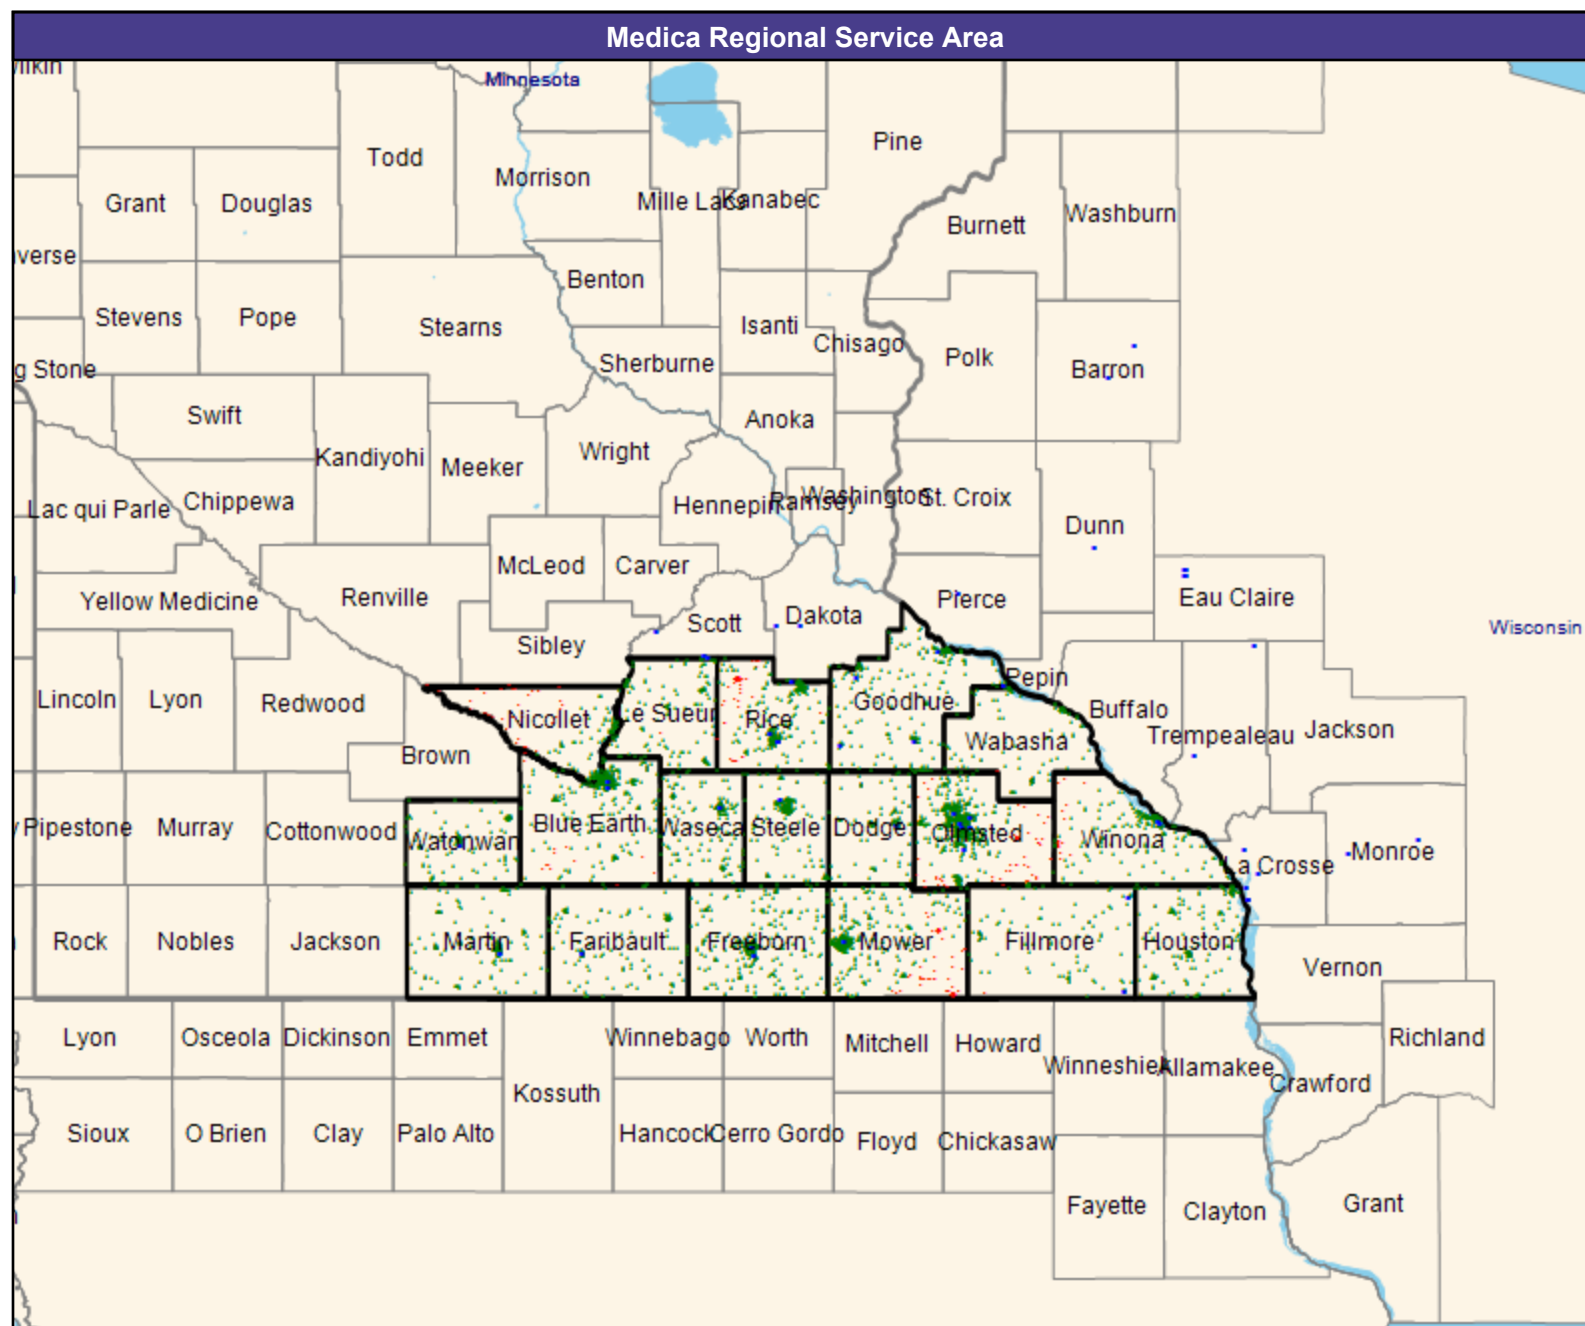 Medica Regional Service Area
Minnesota
Todd
Pine
Morrison
Grant
Douglas
Mille Lacs
Kanabec
Burnett
Washburn
verse
Benton
Stevens
Pope
Stearns
Isanti
Chisago
Sherburne
Polk
Barron
g Stone
Swift
Anoka
Kandiyohi
Meeker
Wright
Lac qui Parle
Chippewa
Hennepin
Ramsey
Washington
St. Croix
Dunn
McLeod
Carver
Yellow Medicine
Renville
Pierce
Eau Claire
Scott
Dakota
Wisconsin
Sibley
Lincoln
Lyon
Redwood
Nicollet
Le Sueur
Rice
Goodhue
Pepin
Buffalo
Trempealeau
Jackson
Brown
Wabasha
Pipestone
Murray
Cottonwood
Watonwan
Blue Earth
Waseca
Steele
Dodge
Olmsted
Winona
La Crosse
Monroe
Rock
Nobles
Jackson
Martin
Faribault
Freeborn
Mower
Fillmore
Houston
Vernon
Lyon
Osceola
Dickinson
Emmet
Winnebago
Worth
Mitchell
Howard
Richland
Kossuth
Winneshiek
Allamakee
Crawford
Sioux
O Brien
Clay
Palo Alto
Hancock
Cerro Gordo
Floyd
Chickasaw
Fayette
Clayton
Grant